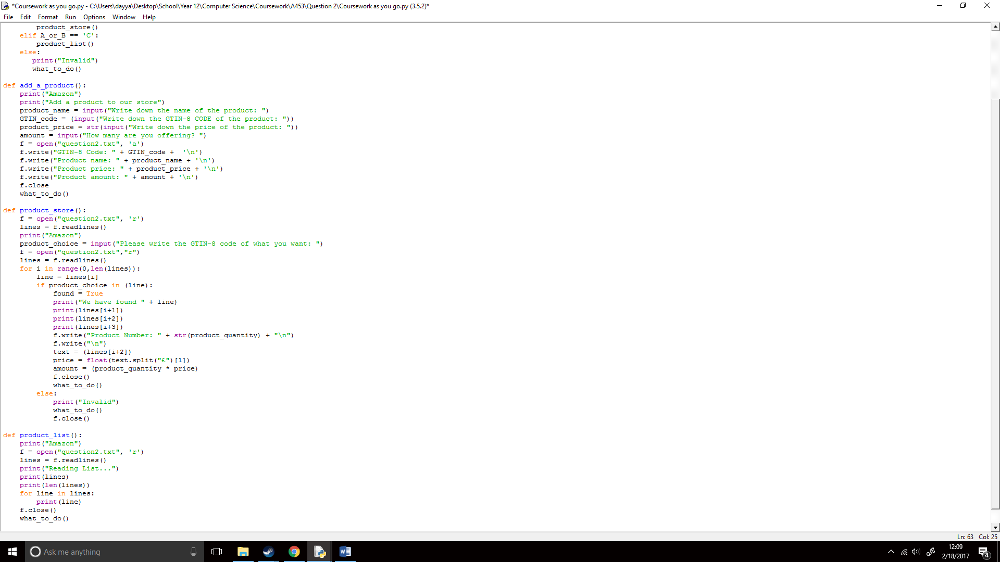 *Coursework as you go.py - C:\Users\dayya\Desktop\School\Year 12\Computer Science\Coursework\A453\Question 2\Coursework as you go.py (3.5.2)*
File Edit Format Run Options Window Help
        product_store()
    elif A_or_B == 'C':
        product_list()
    else:
       print("Invalid")
       what_to_do()

def add_a_product():
    print("Amazon")
    print("Add a product to our store")
    product_name = input("Write down the name of the product: ")
    GTIN_code = (input("Write down the GTIN-8 CODE of the product: "))
    product_price = str(input("Write down the price of the product: "))
    amount = input("How many are you offering? ")
    f = open("question2.txt", 'a')
    f.write("GTIN-8 Code: " + GTIN_code +  '\n')
    f.write("Product name: " + product_name + '\n')
    f.write("Product price: " + product_price + '\n')
    f.write("Product amount: " + amount + '\n')
    f.close
    what_to_do()

def product_store():
    f = open("question2.txt", 'r')
    lines = f.readlines()
    print("Amazon")
    product_choice = input("Please write the GTIN-8 code of what you want: ")
    f = open("question2.txt","r")
    lines = f.readlines()
    for i in range(0,len(lines)):
        line = lines[i]
        if product_choice in (line):
            found = True
            print("We have found " + line)
            print(lines[i+1])
            print(lines[i+2])
            print(lines[i+3])
            f.write("Product Number: " + str(product_quantity) + "\n")
            f.write("\n")
            text = (lines[i+2])
            price = float(text.split("£")[1])
            amount = (product_quantity * price)
            f.close()
            what_to_do()
        else:
            print("Invalid")
            what_to_do()
            f.close()

def product_list():
    print("Amazon")
    f = open("question2.txt", 'r')
    lines = f.readlines()
    print("Reading List...")
    print(lines)
    print(len(lines))
    for line in lines:
        print(line)
    f.close()
    what_to_do()
Ln: 63 Col: 25
Ask me anything
12:09
2/18/2017
4